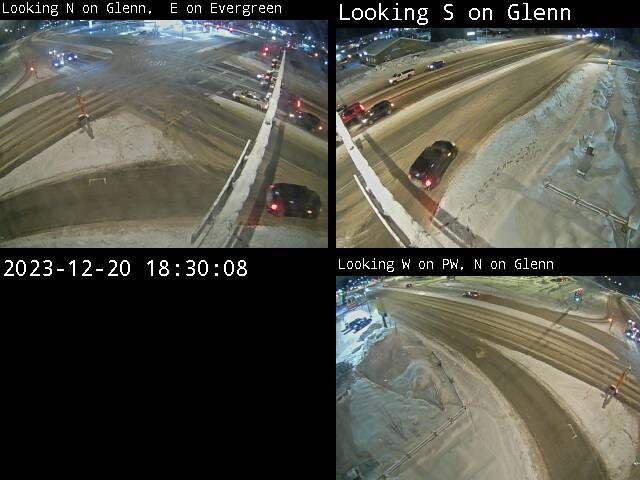 Looking N on Glenn,  E on Evergreen
Looking S on Glenn
2023-12-20 18:30:08
Looking W on PW, N on Glenn